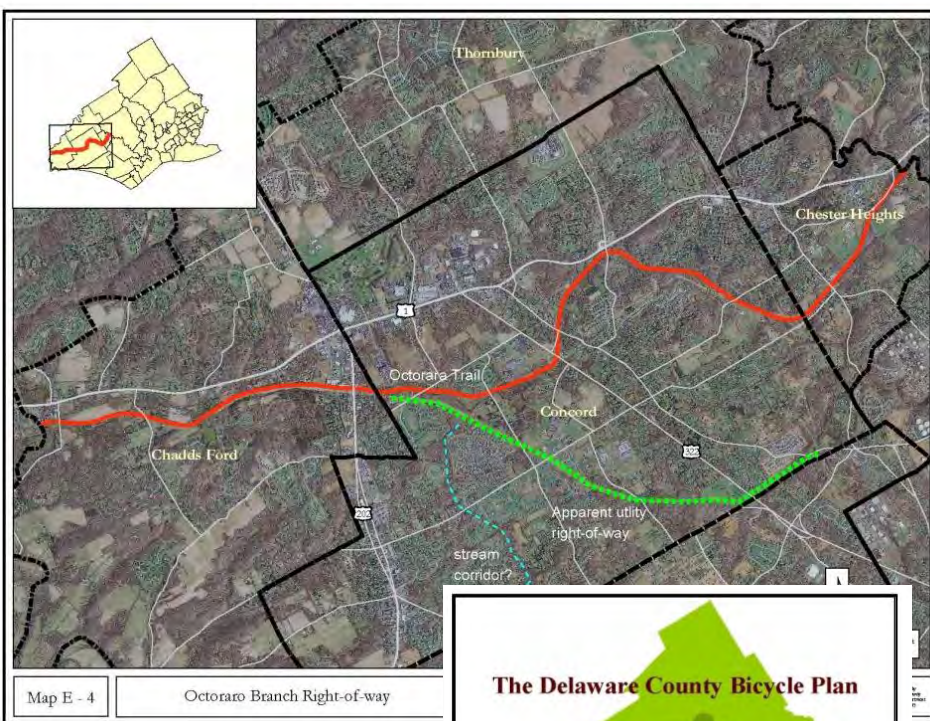 Thornbury
Chester Heights
1
Octorara Trail
Concord
Chadds Ford
322
202
Apparent utlity
right-of-way
stream
corridor?
Map E - 4
Octoraro Branch Right-of-way
The Delaware County Bicycle Plan